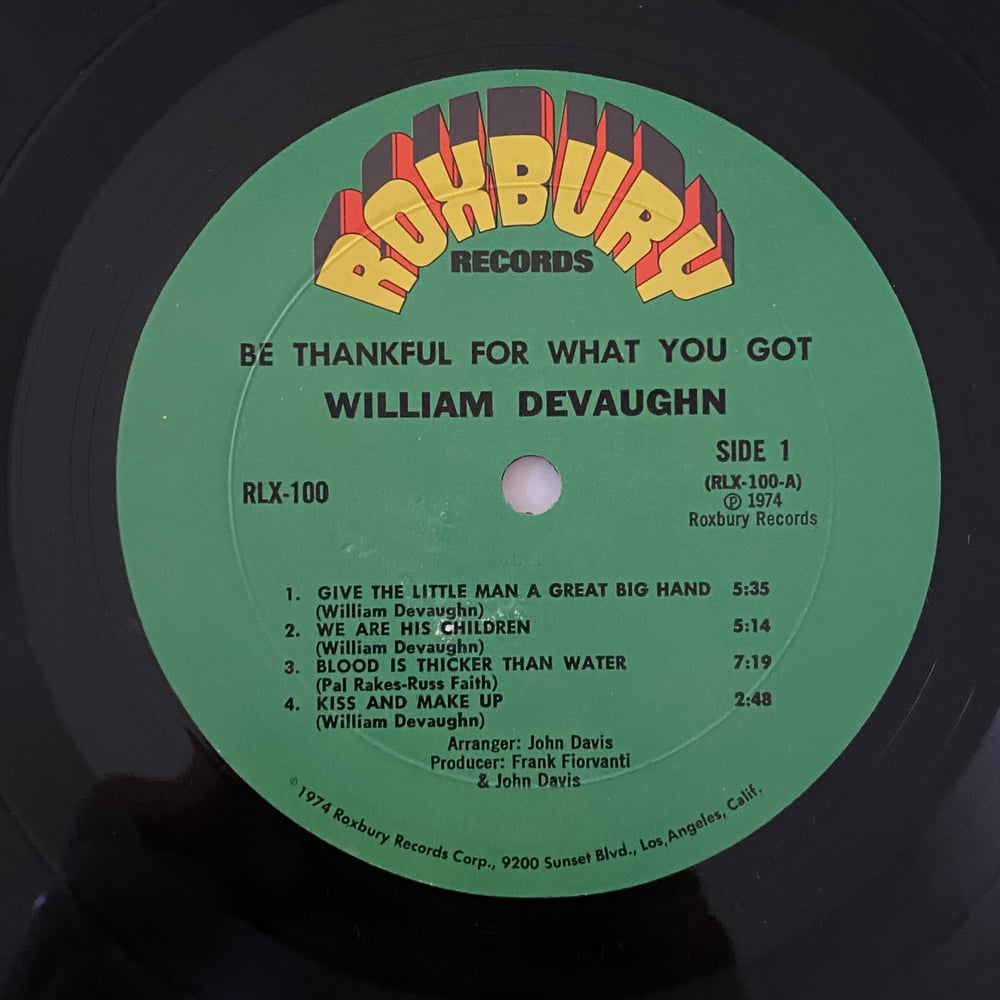 ROXBURY
RECORDS
BE THANKFUL FOR WHAT YOU GOT
WILLIAM DEVAUGHN
SIDE 1
RLX-100
(RLX-100-A)
℗ 1974
Roxbury Records
1. GIVE THE LITTLE MAN A GREAT BIG HAND 5:35
(William Devaughn)
2. WE ARE HIS CHILDREN 5:14
(William Devaughn)
3. BLOOD IS THICKER THAN WATER 7:19
(Pal Rakes-Russ Faith)
4. KISS AND MAKE UP 2:48
(William Devaughn)
Arranger: John Davis
Producer: Frank Fiorvanti
& John Davis
© 1974 Roxbury Records Corp., 9200 Sunset Blvd., Los Angeles, Calif.